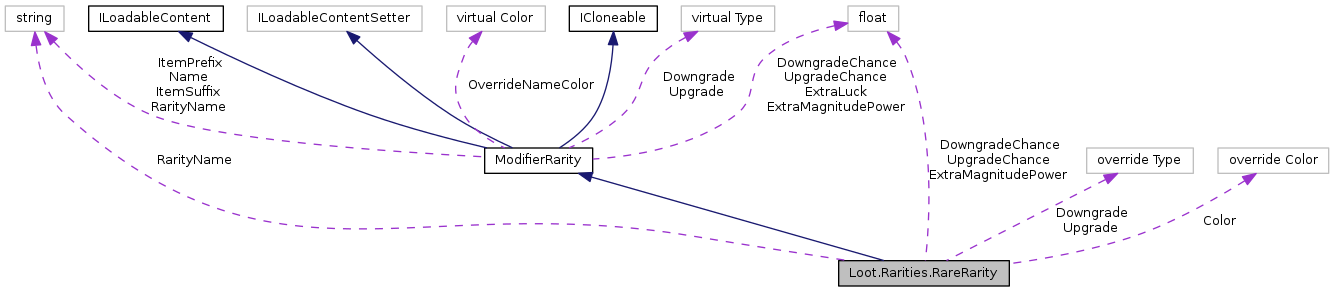 string
ILoadableContent
ILoadableContentSetter
virtual Color
ICloneable
virtual Type
float
ItemPrefix
Name
ItemSuffix
RarityName
OverrideNameColor
Downgrade
Upgrade
DowngradeChance
UpgradeChance
ExtraLuck
ExtraMagnitudePower
ModifierRarity
RarityName
DowngradeChance
UpgradeChance
ExtraMagnitudePower
override Type
override Color
Downgrade
Upgrade
Color
Loot.Rarities.RareRarity